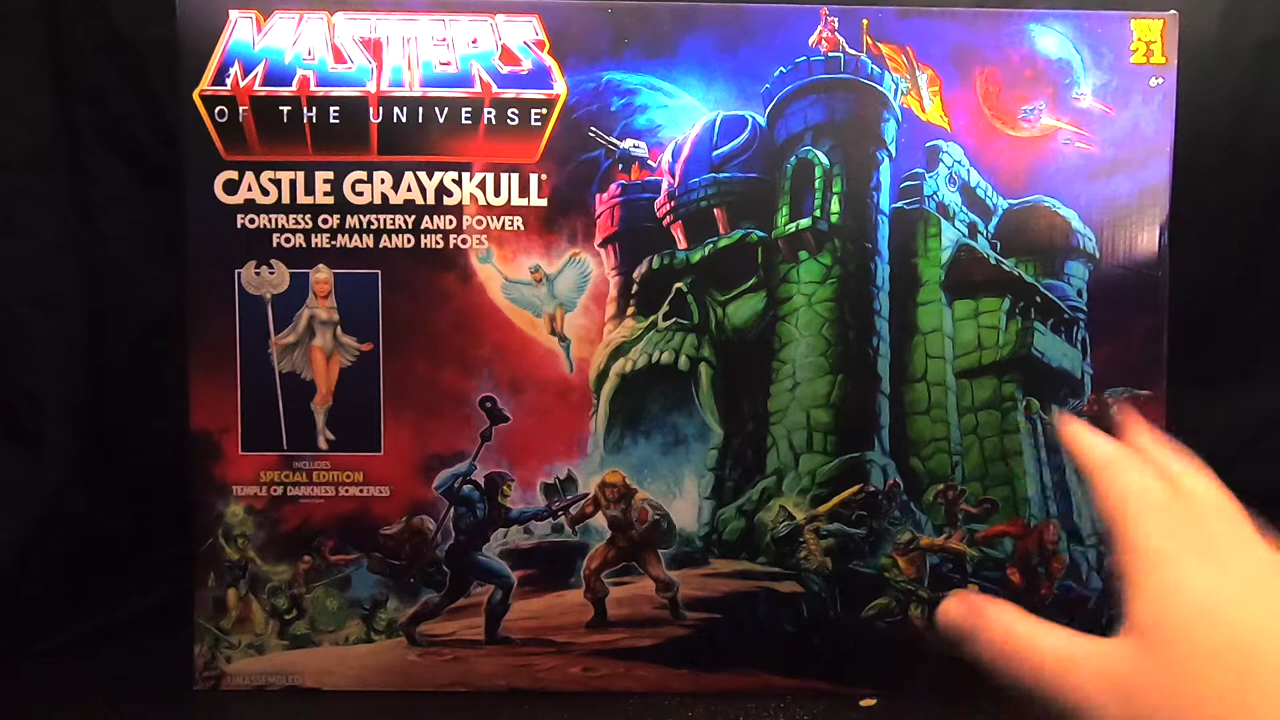 MASTERS
OF THE UNIVERSE®
CASTLE GRAYSKULL®
FORTRESS OF MYSTERY AND POWER
FOR HE-MAN AND HIS FOES
INCLUDES
SPECIAL EDITION
TEMPLE OF DARKNESS SORCERESS
21
6+
UNASSEMBLED